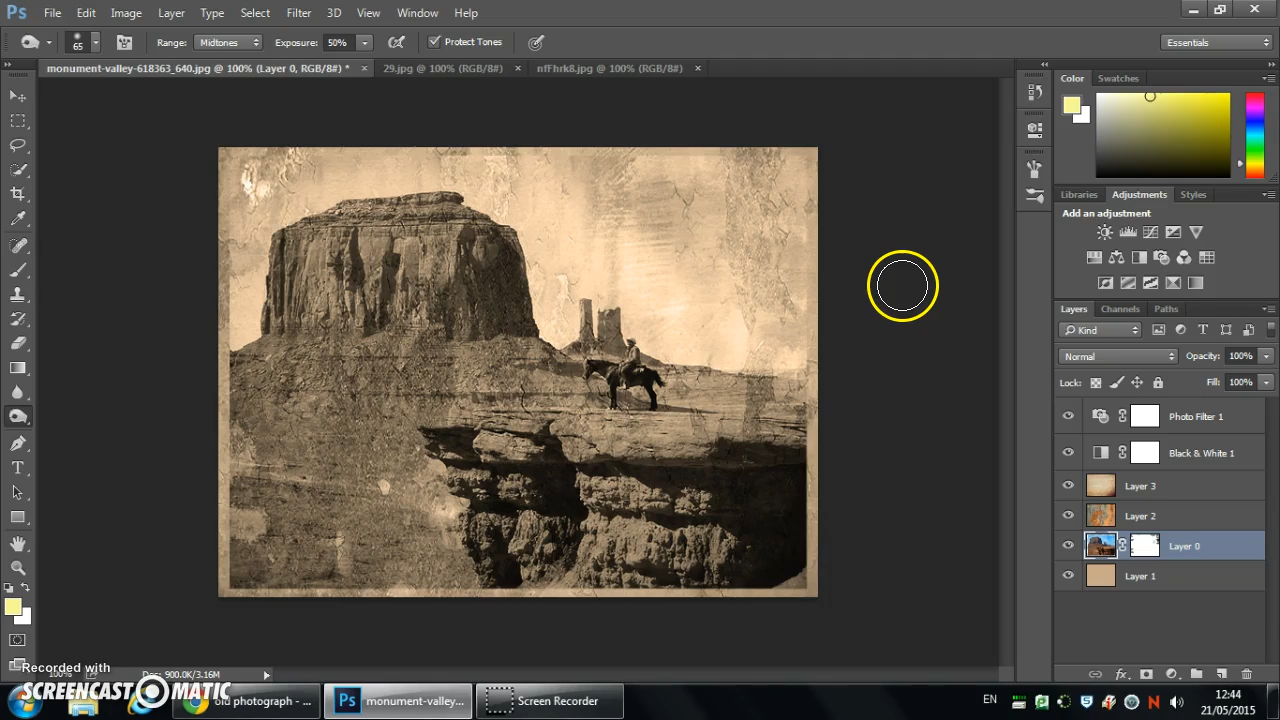 Ps File Edit Image Layer Type Select Filter 3D View Window Help
65 Range: Midtones Exposure: 50% Protect Tones Essentials
monument-valley-618363_640.jpg @ 100% (Layer 0, RGB/8#) * × 29.jpg @ 100% (RGB/8#) × nfFhrk8.jpg @ 100% (RGB/8#) ×
Color Swatches
Libraries Adjustments Styles
Add an adjustment
Layers Channels Paths
Kind
Normal Opacity: 100%
Lock: Fill: 100%
Photo Filter 1
Black & White 1
Layer 3
Layer 2
Layer 0
Layer 1
100% Doc: 900.0K/3.16M
Recorded with
SCREENCAST MATIC
old photograph - ... Ps monument-valley... Screen Recorder EN 12:44
21/05/2015